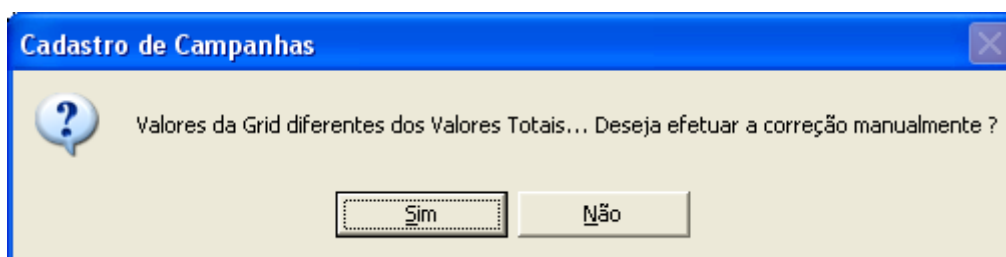 Cadastro de Campanhas
Valores da Grid diferentes dos Valores Totais... Deseja efetuar a correção manualmente ?
Sim
Não